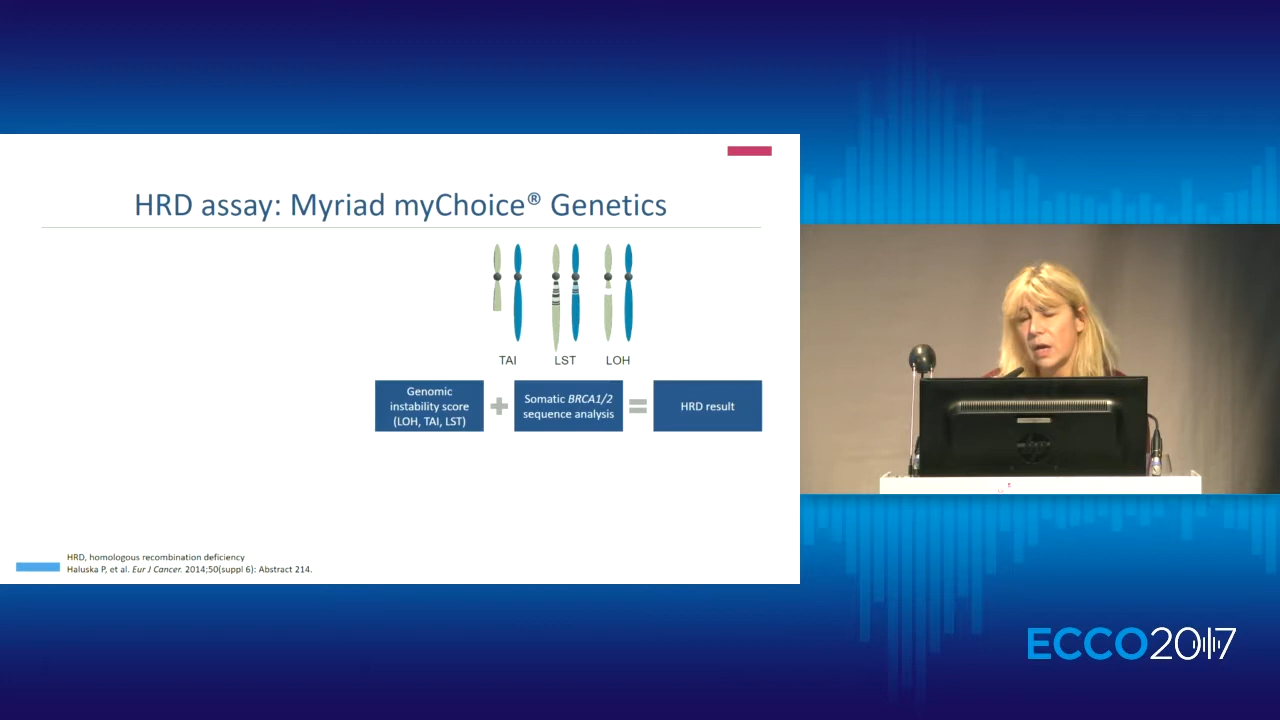 HRD assay: Myriad myChoice® Genetics
TAI
LST
LOH
Genomic
instability score
(LOH, TAI, LST)
Somatic BRCA1/2
sequence analysis
HRD result
HRD, homologous recombination deficiency
Haluska P, et al. Eur J Cancer. 2014;50(suppl 6): Abstract 214.
ECCO2017